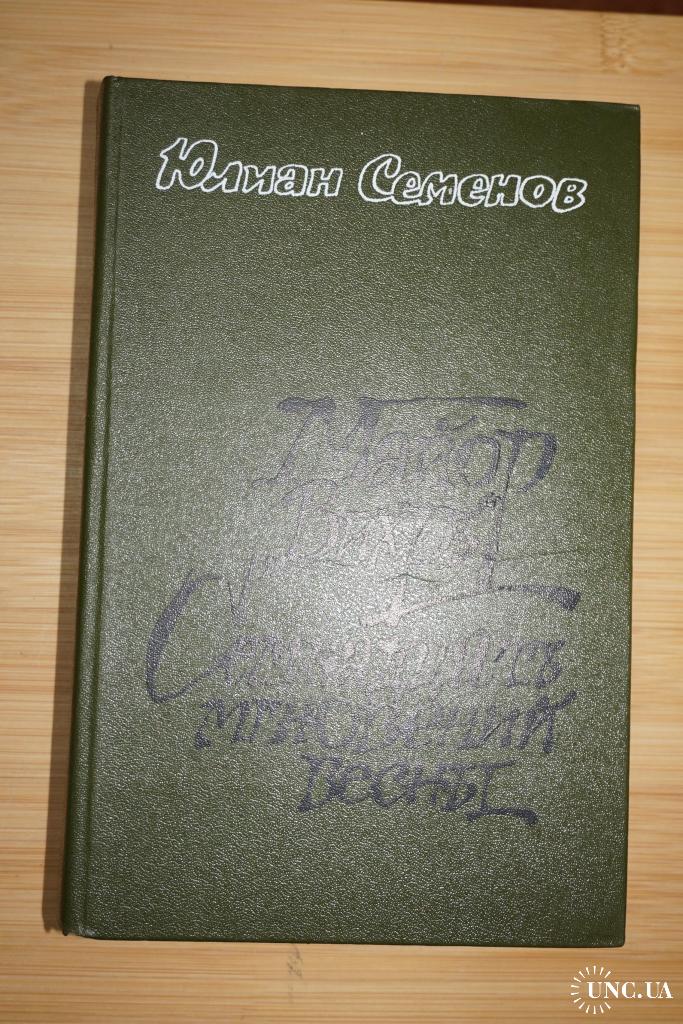 Юлиан Семенов
Майор
„Вихрь“
Семнадцать
мгновений
весны
UNC.UA